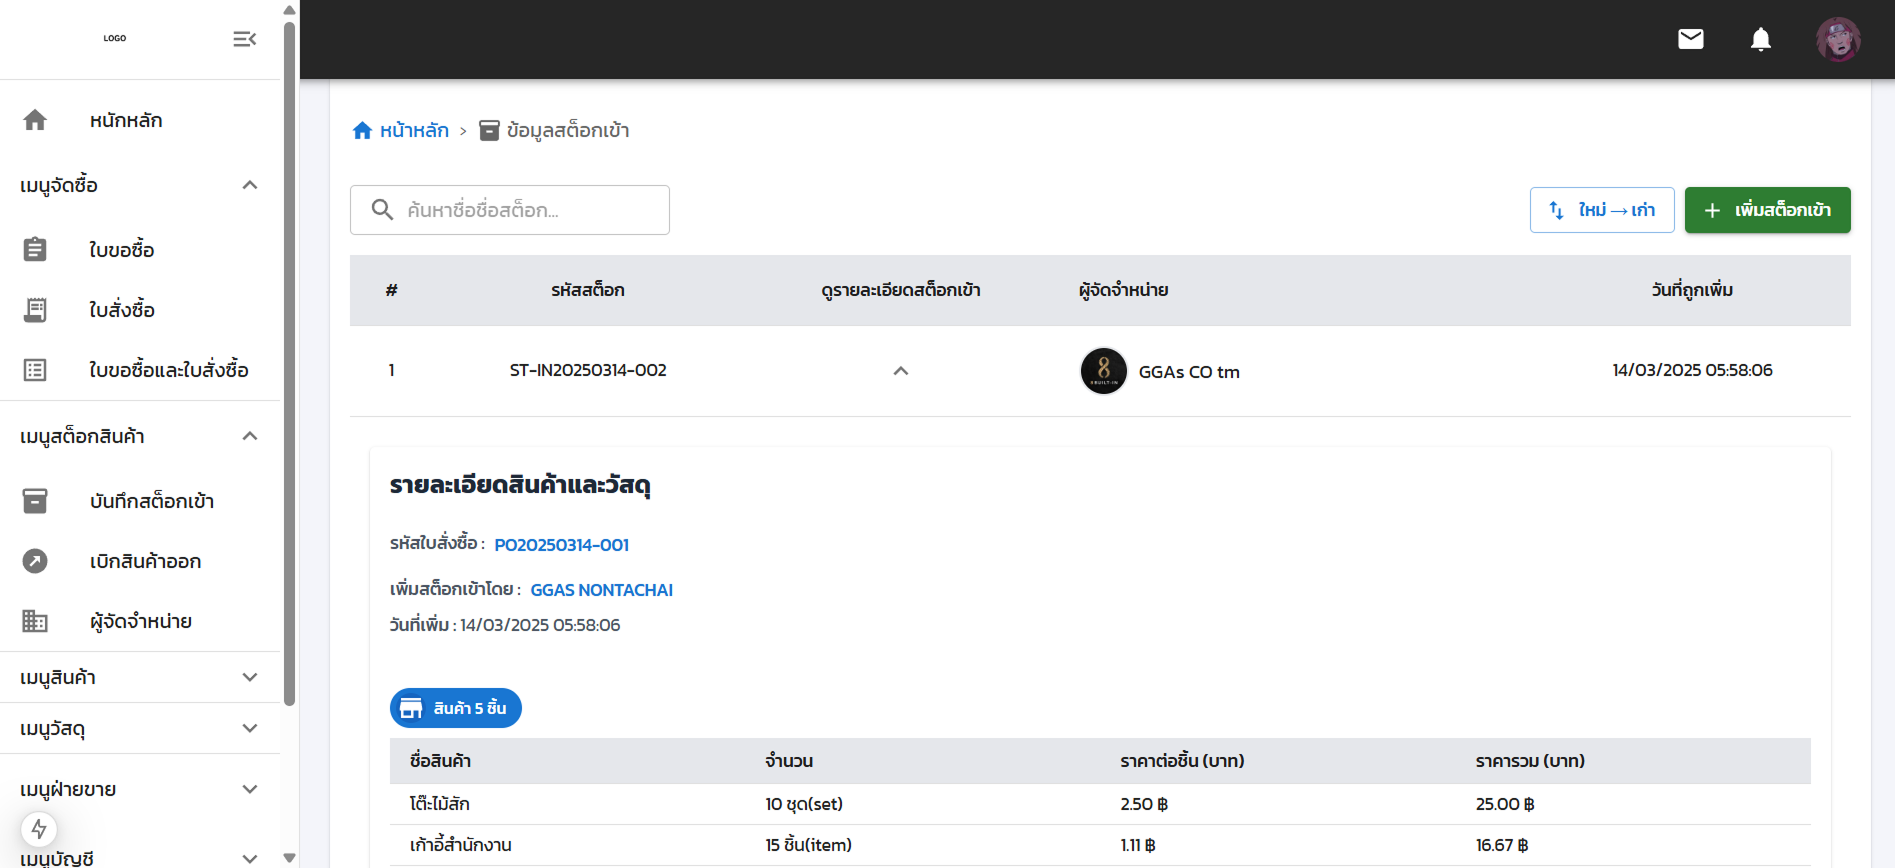 LOGO
หนักหลัก
เมนูจัดซื้อ
ใบขอซื้อ
ใบสั่งซื้อ
ใบขอซื้อและใบสั่งซื้อ
เมนูสต็อกสินค้า
บันทึกสต็อกเข้า
เบิกสินค้าออก
ผู้จัดจำหน่าย
เมนูสินค้า
เมนูวัสดุ
เมนูฝ่ายขาย
เมนูบัญชี
หน้าหลัก > ข้อมูลสต็อกเข้า
ค้นหาชื่อชื่อสต็อก...
ใหม่ → เก่า
+ เพิ่มสต็อกเข้า
# รหัสสต็อก ดูรายละเอียดสต็อกเข้า ผู้จัดจำหน่าย วันที่ถูกเพิ่ม
1 ST-IN20250314-002 GGAs CO tm 14/03/2025 05:58:06
รายละเอียดสินค้าและวัสดุ
รหัสใบสั่งซื้อ : PO20250314-001
เพิ่มสต็อกเข้าโดย : GGAS NONTACHAI
วันที่เพิ่ม : 14/03/2025 05:58:06
สินค้า 5 ชิ้น
ชื่อสินค้า จำนวน ราคาต่อชิ้น (บาท) ราคารวม (บาท)
โต๊ะไม้สัก 10 ชุด(set) 2.50 ฿ 25.00 ฿
เก้าอี้สำนักงาน 15 ชิ้น(item) 1.11 ฿ 16.67 ฿